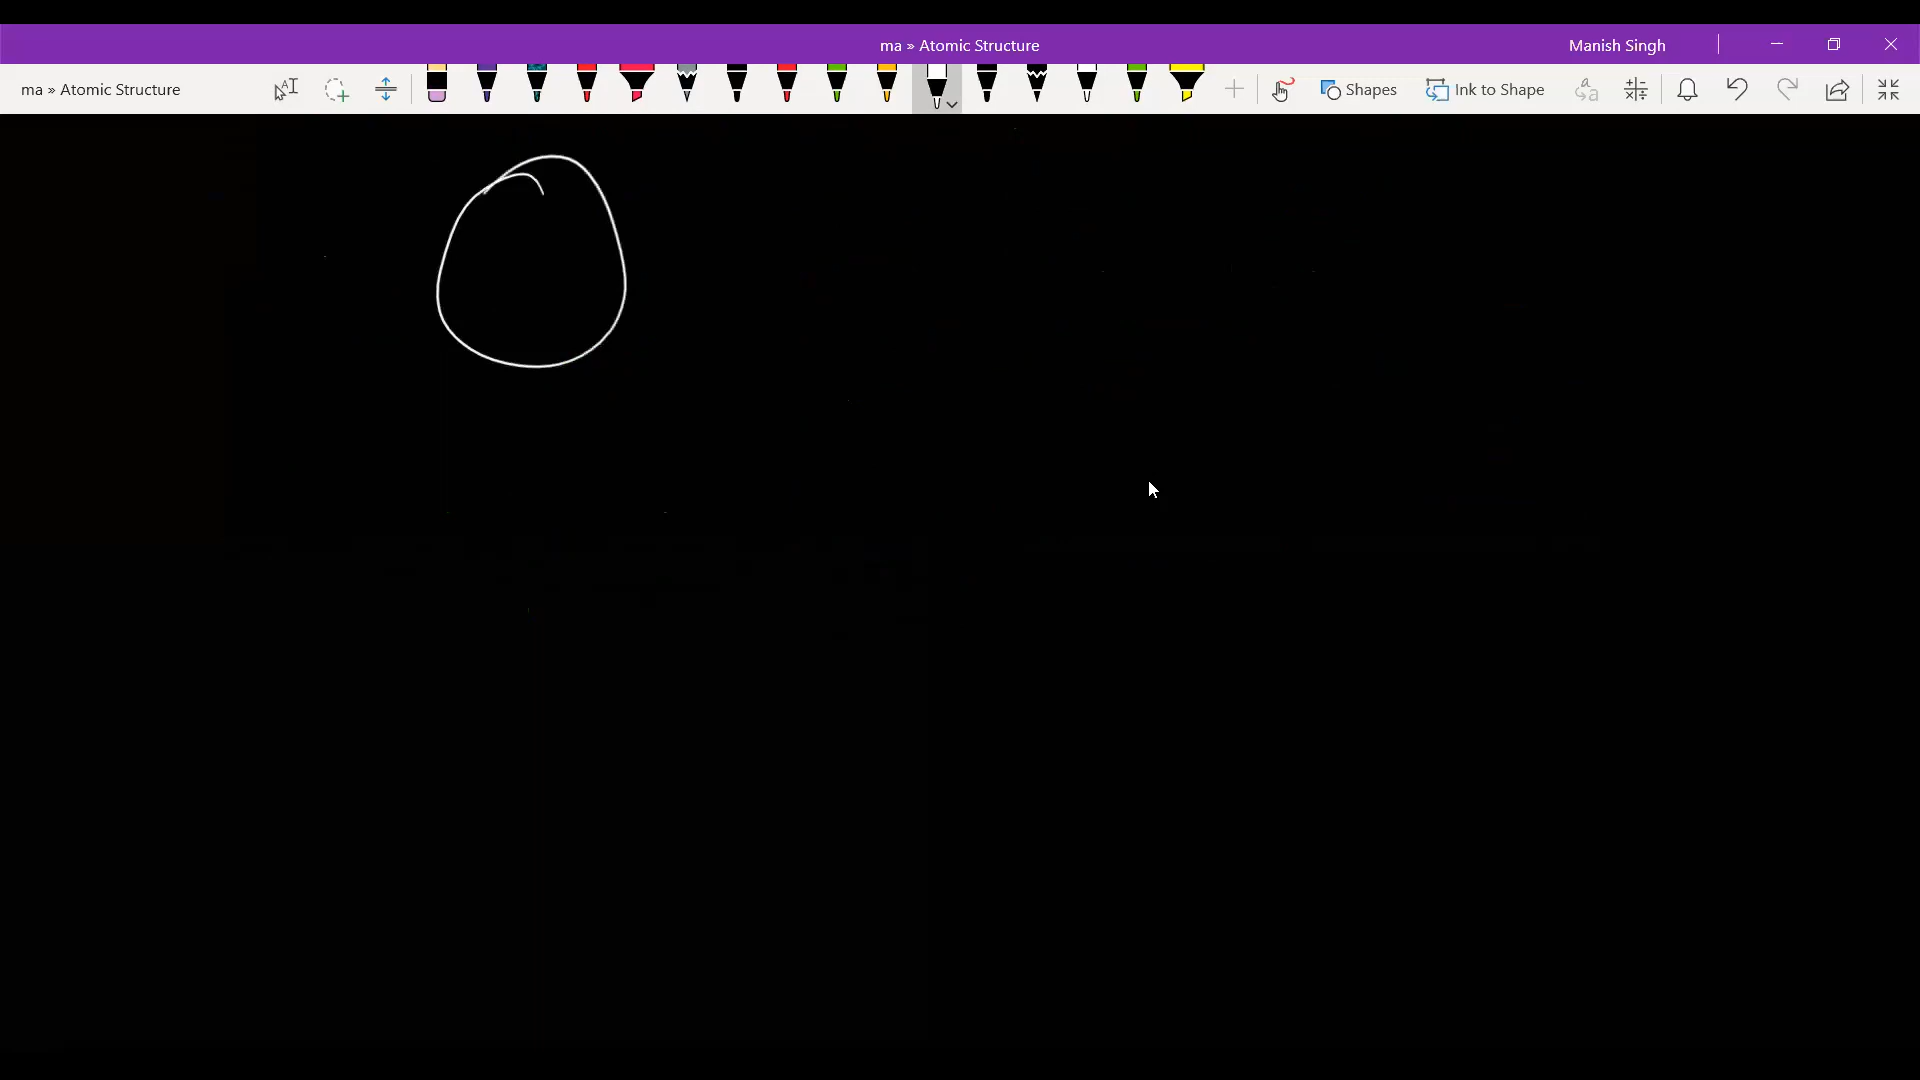 ma » Atomic Structure
Manish Singh
ma » Atomic Structure
Shapes
Ink to Shape